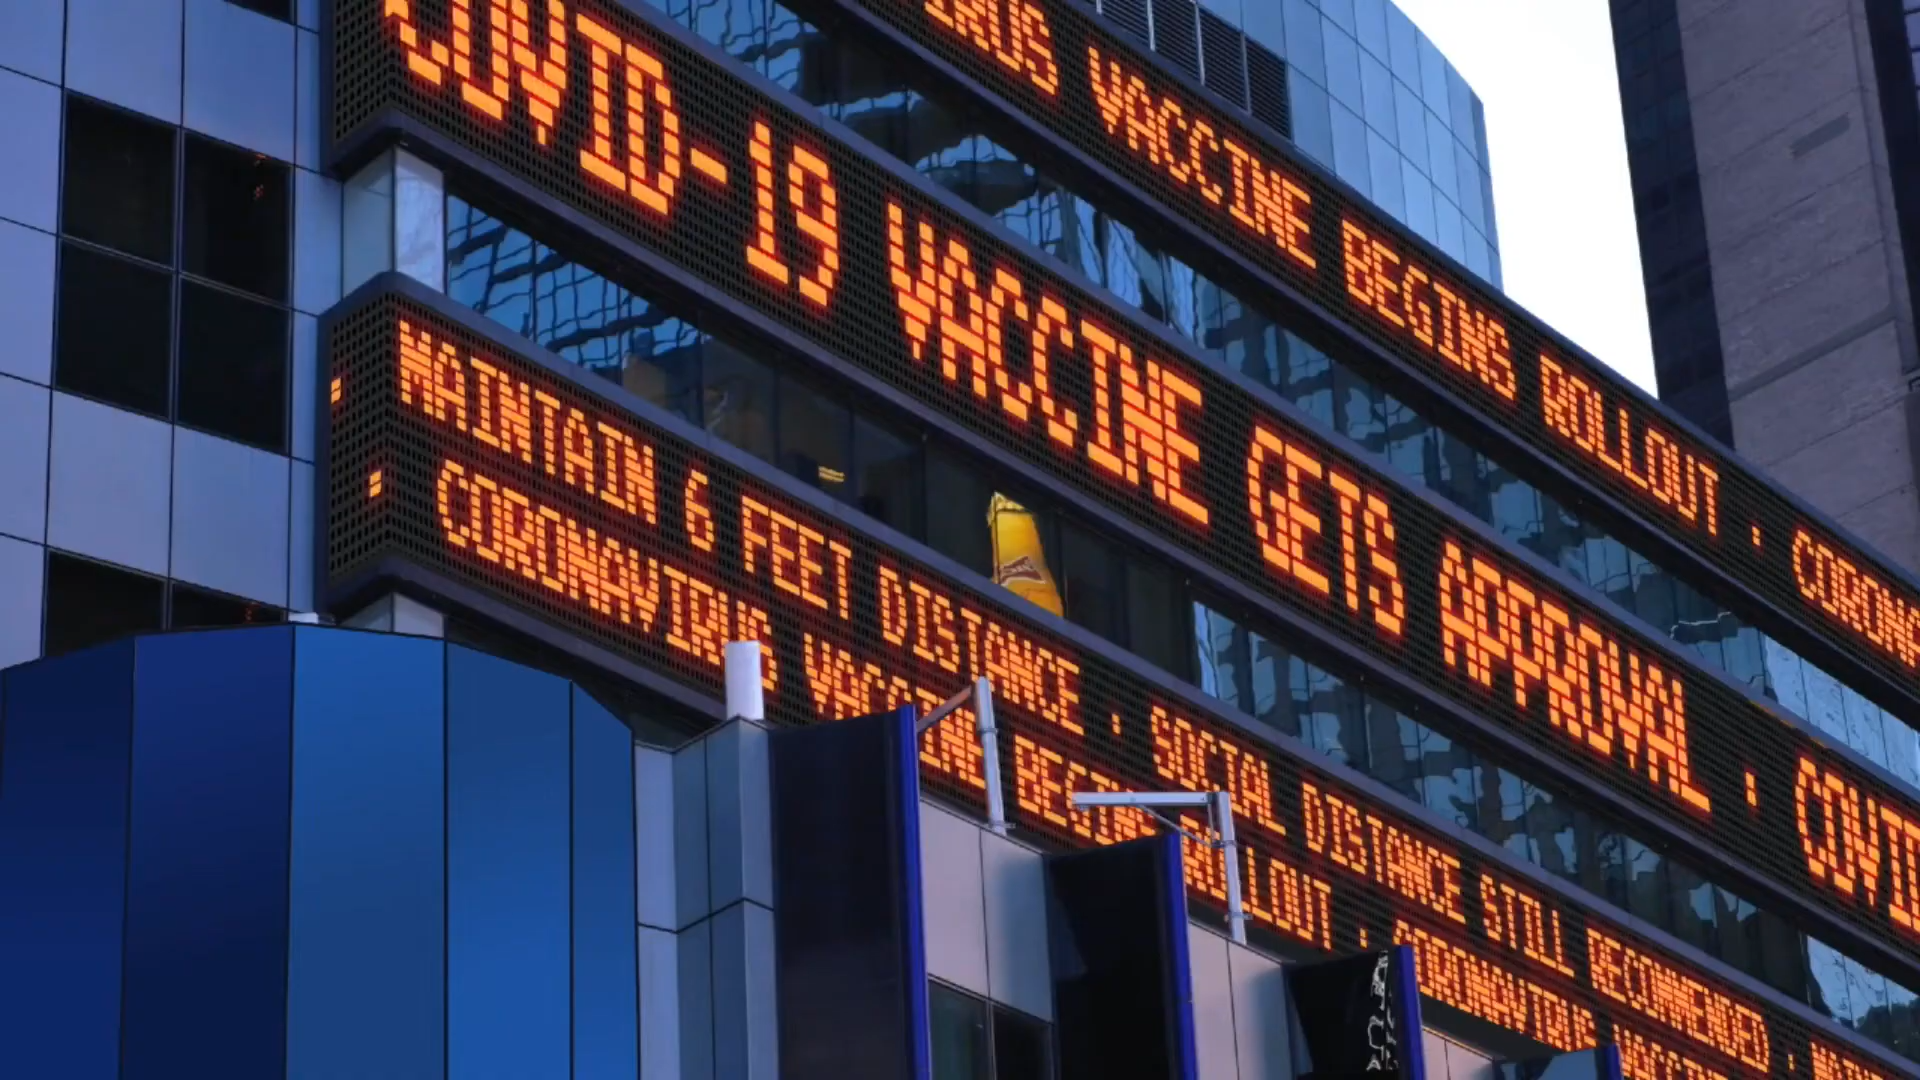 VACCINE BEGINS ROLLOUT · 
COVID-19 VACCINE GETS APPROVAL · COVID
MAINTAIN 6 FEET DISTANCE · SOCIAL DISTANCE STILL RECOMMENDED ·
CORONAVIRUS VACCINE BEGINS ROLLOUT · CORONAVIRUS